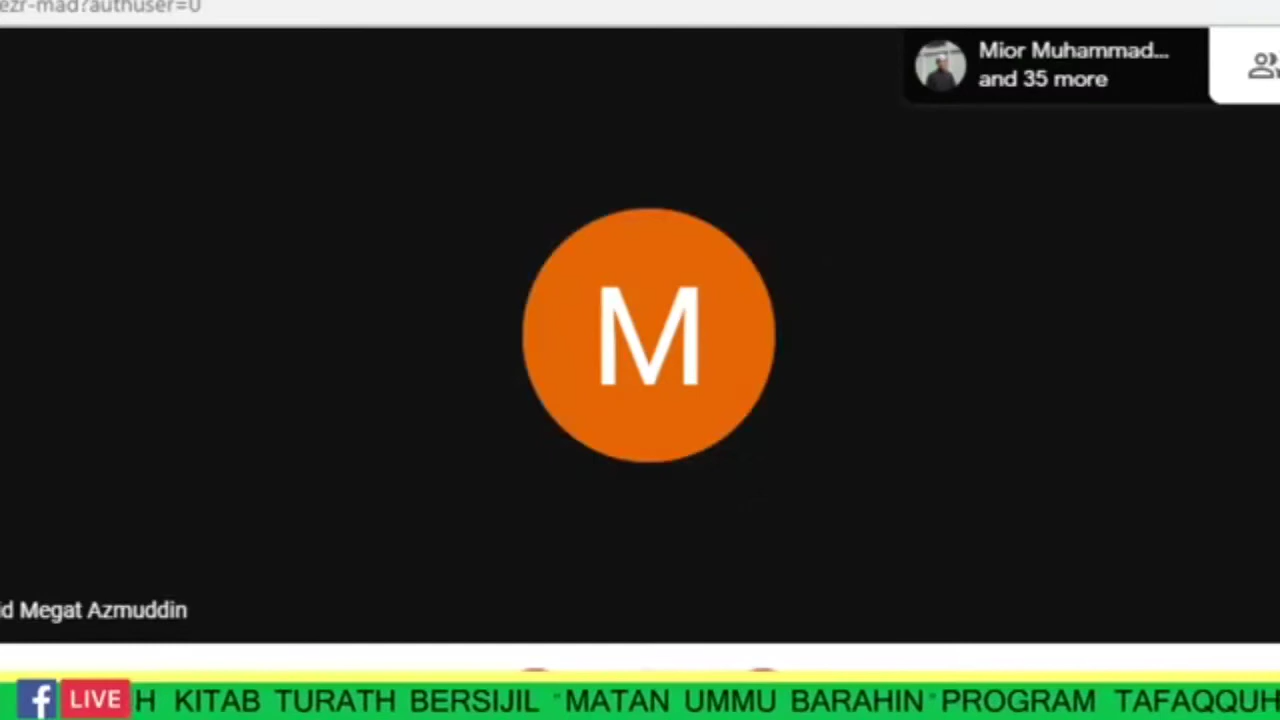 ezr-mad?authuser=0
Mior Muhammad...
and 35 more
M
id Megat Azmuddin
LIVE H KITAB TURATH BERSIJIL "MATAN UMMU BARAHIN" PROGRAM TAFAQQUH